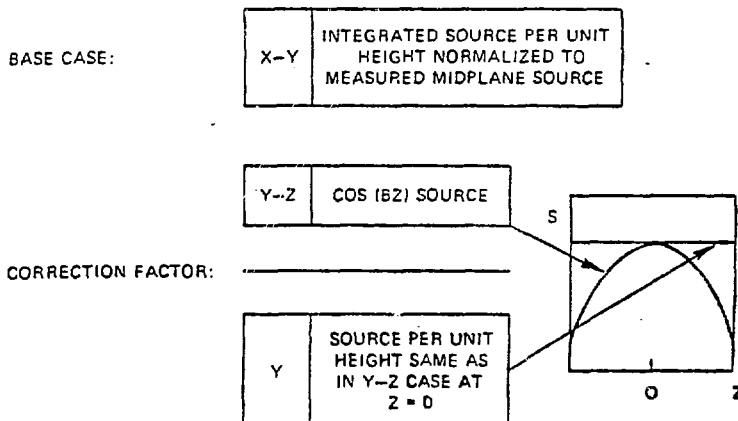 BASE CASE:
X-Y
INTEGRATED SOURCE PER UNIT
HEIGHT NORMALIZED TO
MEASURED MIDPLANE SOURCE
Y-Z
COS (BZ) SOURCE
CORRECTION FACTOR:
Y
SOURCE PER UNIT
HEIGHT SAME AS
IN Y-Z CASE AT
Z = 0
S
0
Z